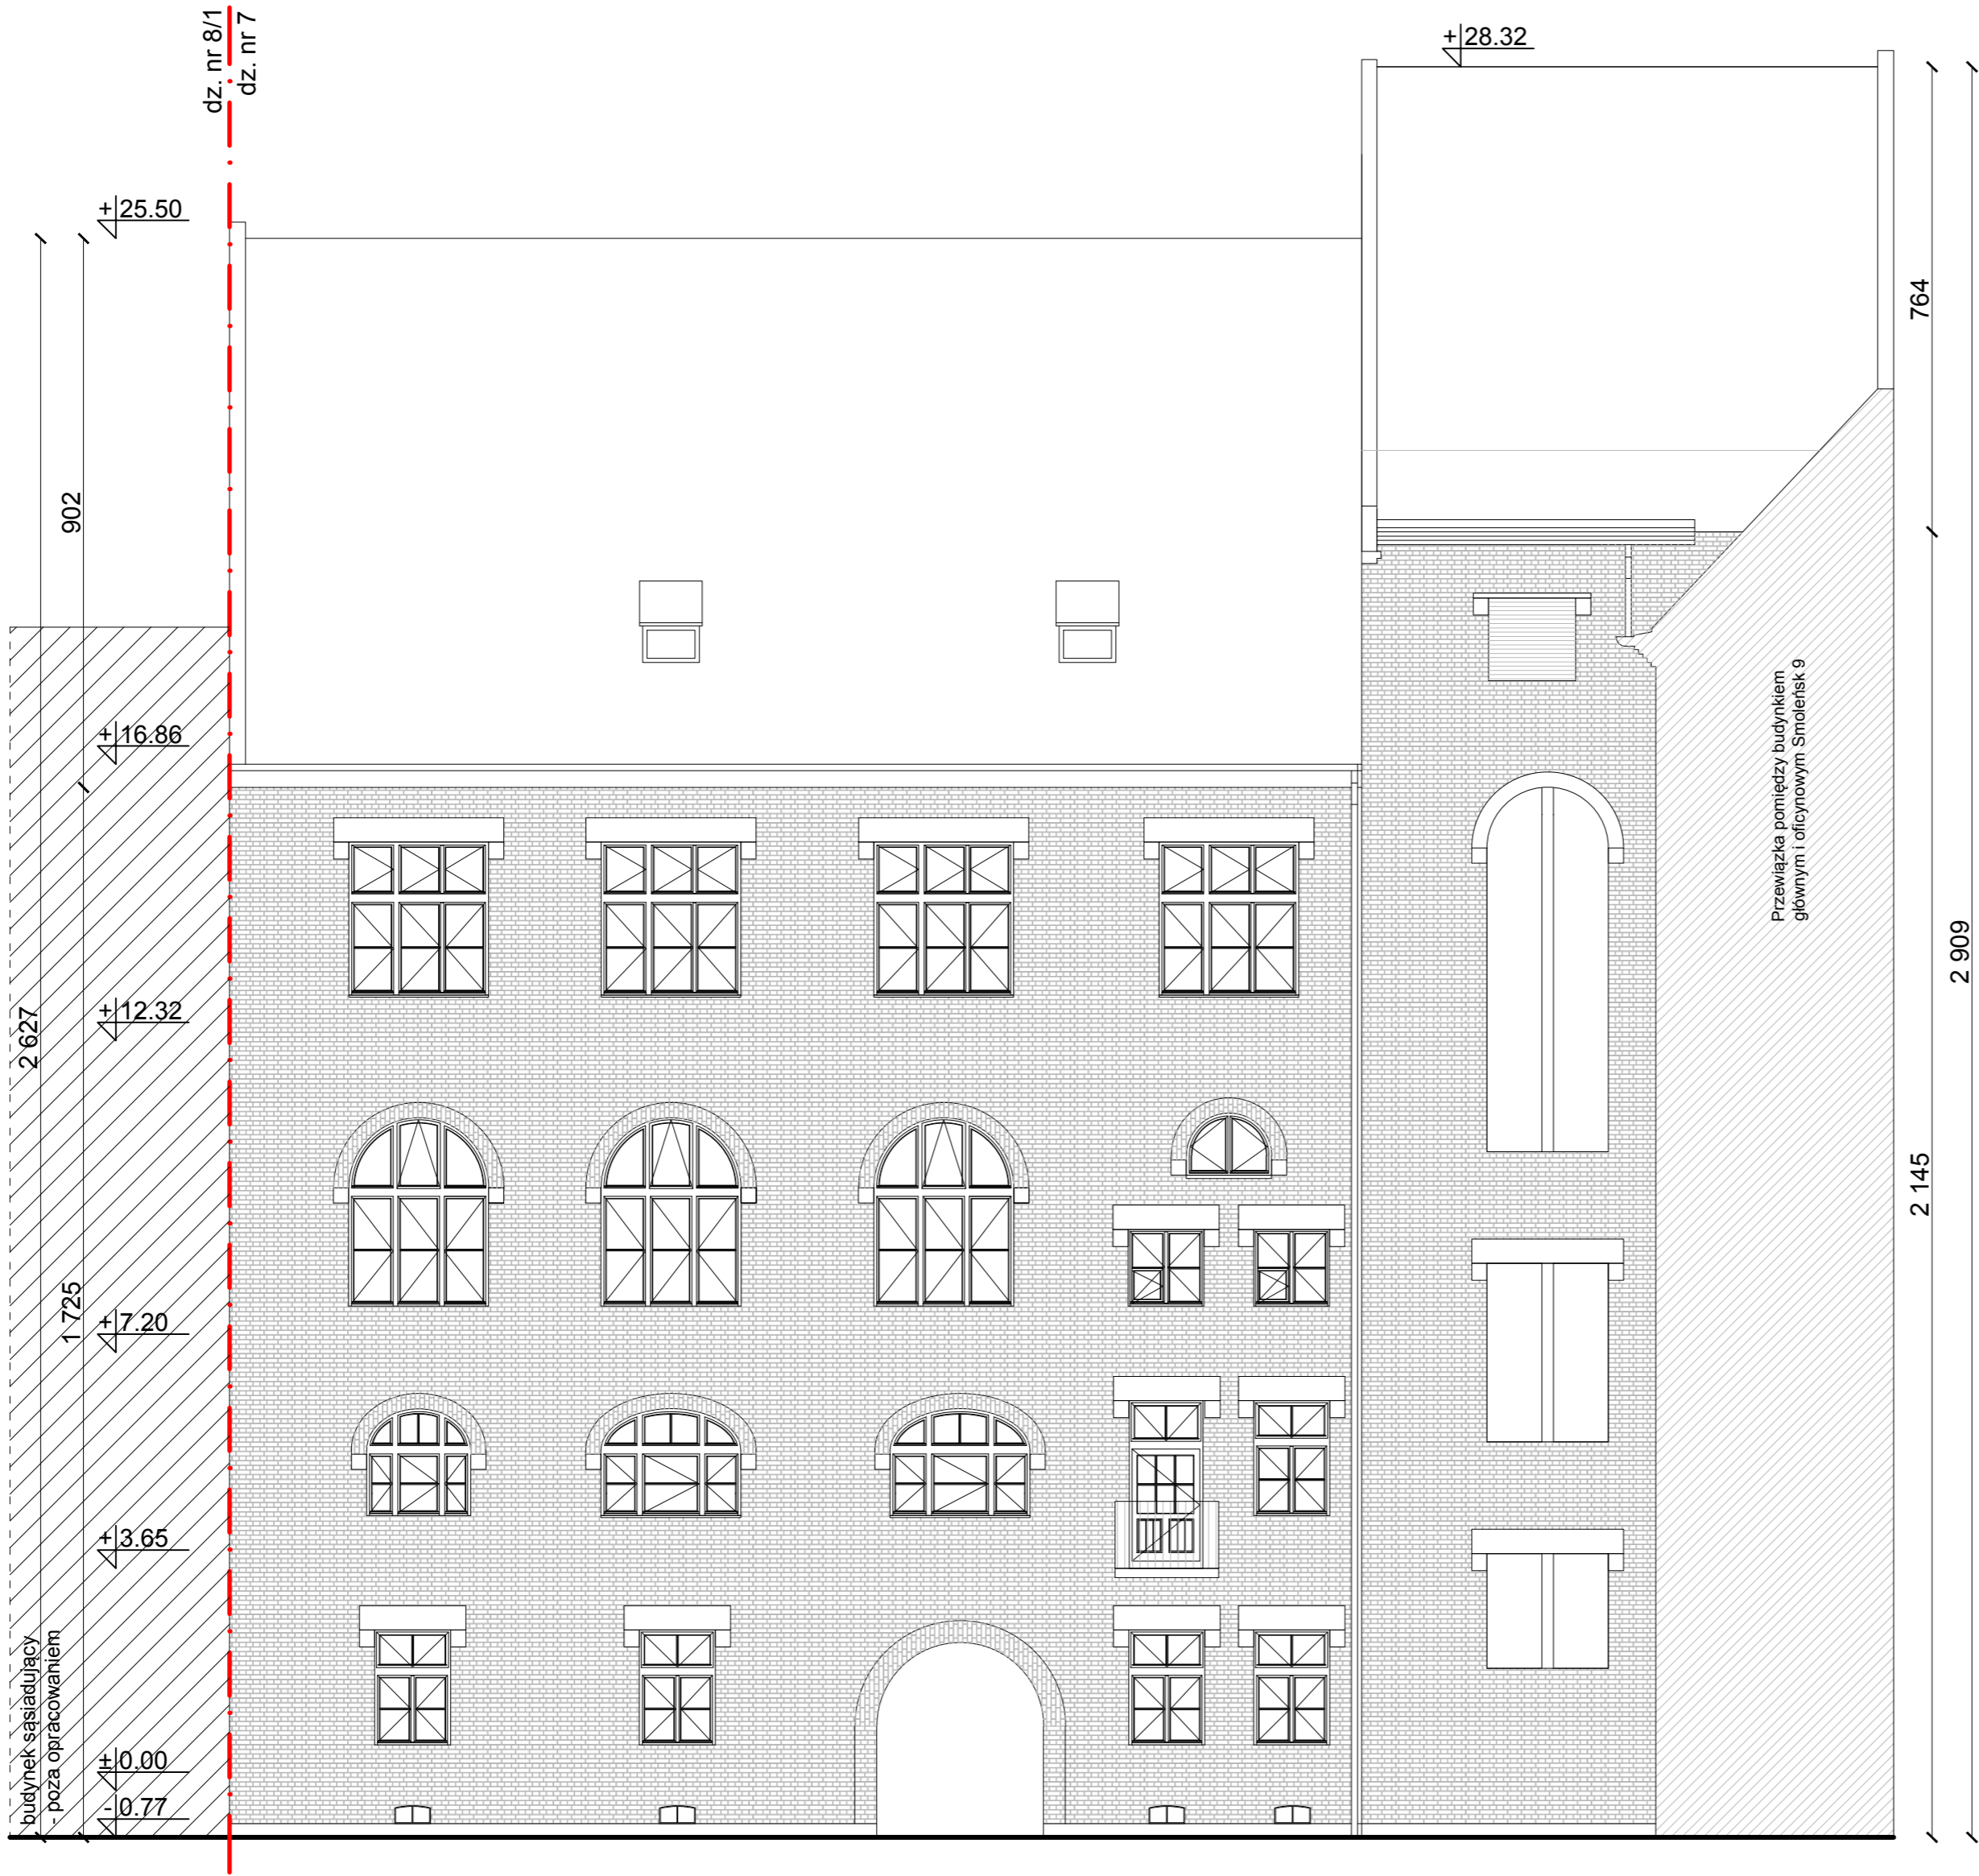 dz. nr 8/1
dz. nr 7
+28.32
+25.50
764
902
+16.86
Przewiązka pomiędzy budynkiem
głównym i oficynowym Smoleńsk 9
2 909
+12.32
2 627
2 145
1 725
+7.20
+3.65
budynek sąsiadujący
- poza opracowaniem
±0.00
-0.77